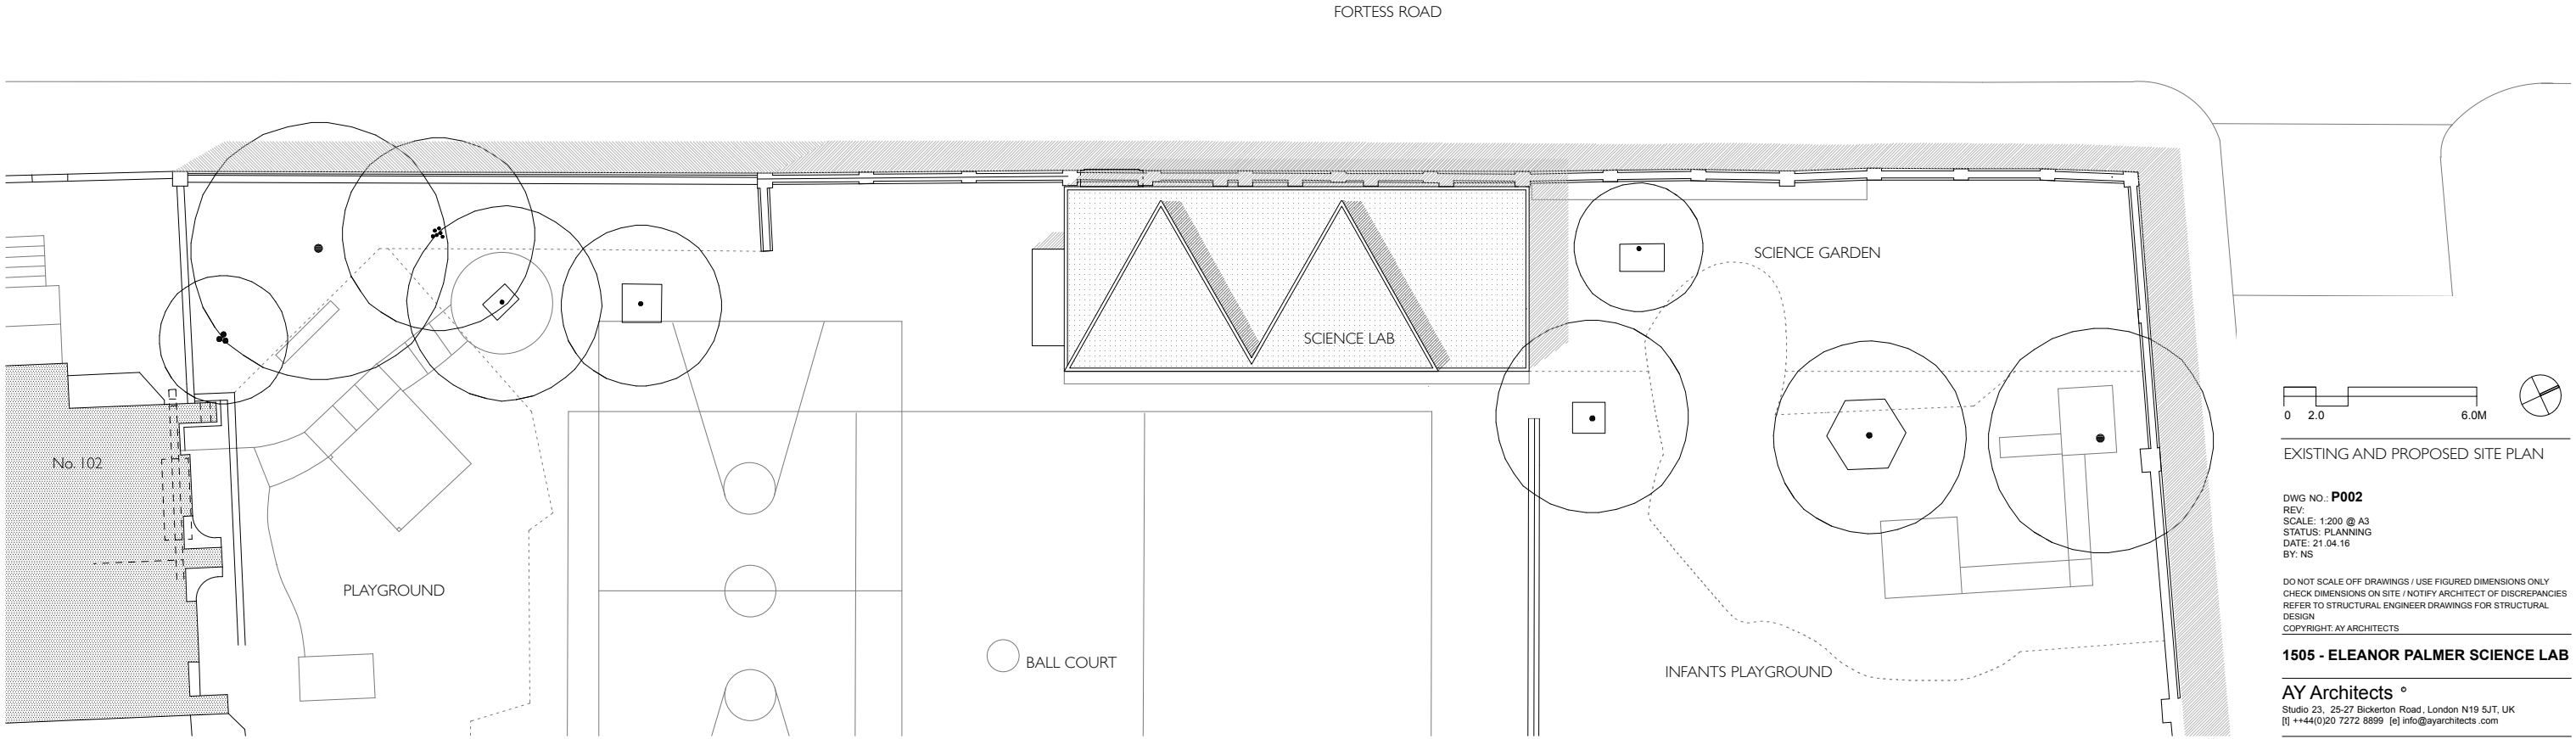 FORTESS ROAD
SCIENCE GARDEN
SCIENCE LAB
No. 102
PLAYGROUND
BALL COURT
INFANTS PLAYGROUND
0 2.0 6.0M
EXISTING AND PROPOSED SITE PLAN
DWG NO.: P002
REV:
SCALE: 1:200 @ A3
STATUS: PLANNING
DATE: 21.04.16
BY: NS
DO NOT SCALE OFF DRAWINGS / USE FIGURED DIMENSIONS ONLY
CHECK DIMENSIONS ON SITE / NOTIFY ARCHITECT OF DISCREPANCIES
REFER TO STRUCTURAL ENGINEER DRAWINGS FOR STRUCTURAL
DESIGN
COPYRIGHT: AY ARCHITECTS
1505 - ELEANOR PALMER SCIENCE LAB
AY Architects °
Studio 23, 25-27 Bickerton Road, London N19 5JT, UK
[t] ++44(0)20 7272 8899 [e] info@ayarchitects.com